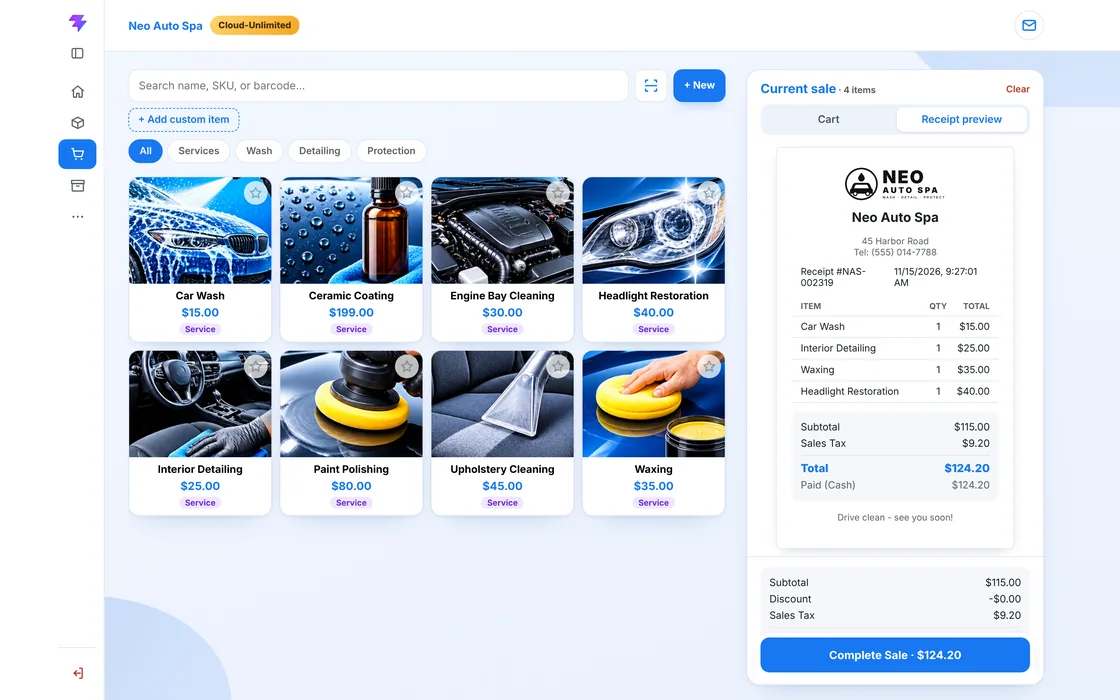 Neo Auto Spa
Cloud-Unlimited
Search name, SKU, or barcode...
+ New
+ Add custom item
All
Services
Wash
Detailing
Protection
Car Wash
$15.00
Service
Ceramic Coating
$199.00
Service
Engine Bay Cleaning
$30.00
Service
Headlight Restoration
$40.00
Service
Interior Detailing
$25.00
Service
Paint Polishing
$80.00
Service
Upholstery Cleaning
$45.00
Service
Waxing
$35.00
Service
Current sale · 4 items
Clear
Cart
Receipt preview
NEO
AUTO SPA
WASH · DETAIL · PROTECT
Neo Auto Spa
45 Harbor Road
Tel: (555) 014-7788
Receipt #NAS-002319
11/15/2026, 9:27:01 AM
ITEM QTY TOTAL
Car Wash 1 $15.00
Interior Detailing 1 $25.00
Waxing 1 $35.00
Headlight Restoration 1 $40.00
Subtotal $115.00
Sales Tax $9.20
Total $124.20
Paid (Cash) $124.20
Drive clean - see you soon!
Subtotal $115.00
Discount -$0.00
Sales Tax $9.20
Complete Sale · $124.20